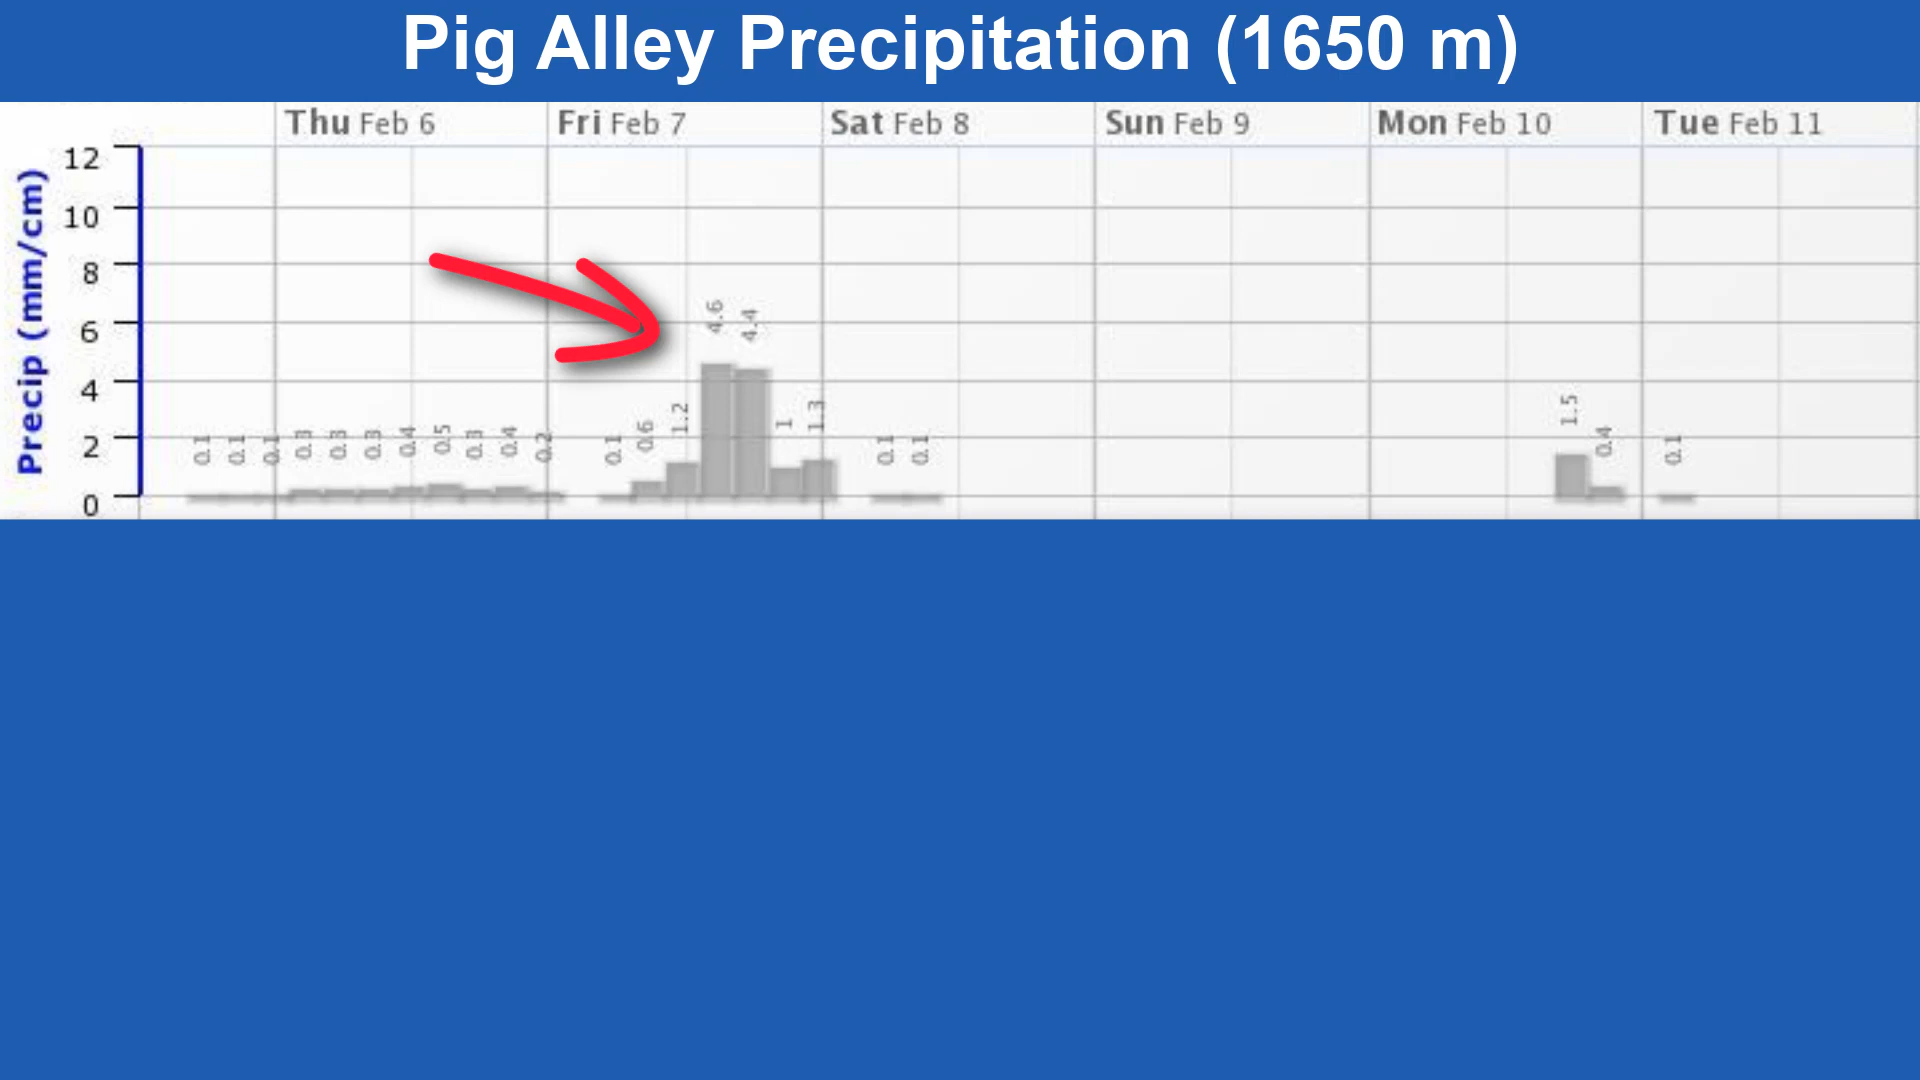 Pig Alley Precipitation (1650 m)
Thu Feb 6 Fri Feb 7 Sat Feb 8 Sun Feb 9 Mon Feb 10 Tue Feb 11
Precip (mm/cm)
12
10
8
6
4
2
0
0.1 0.1 0.1 0.3 0.3 0.3 0.4 0.5 0.3 0.4 0.2 0.1 0.6 1.2 4.6 4.4 1 1.3 0.1 0.1 1.5 0.4 0.1